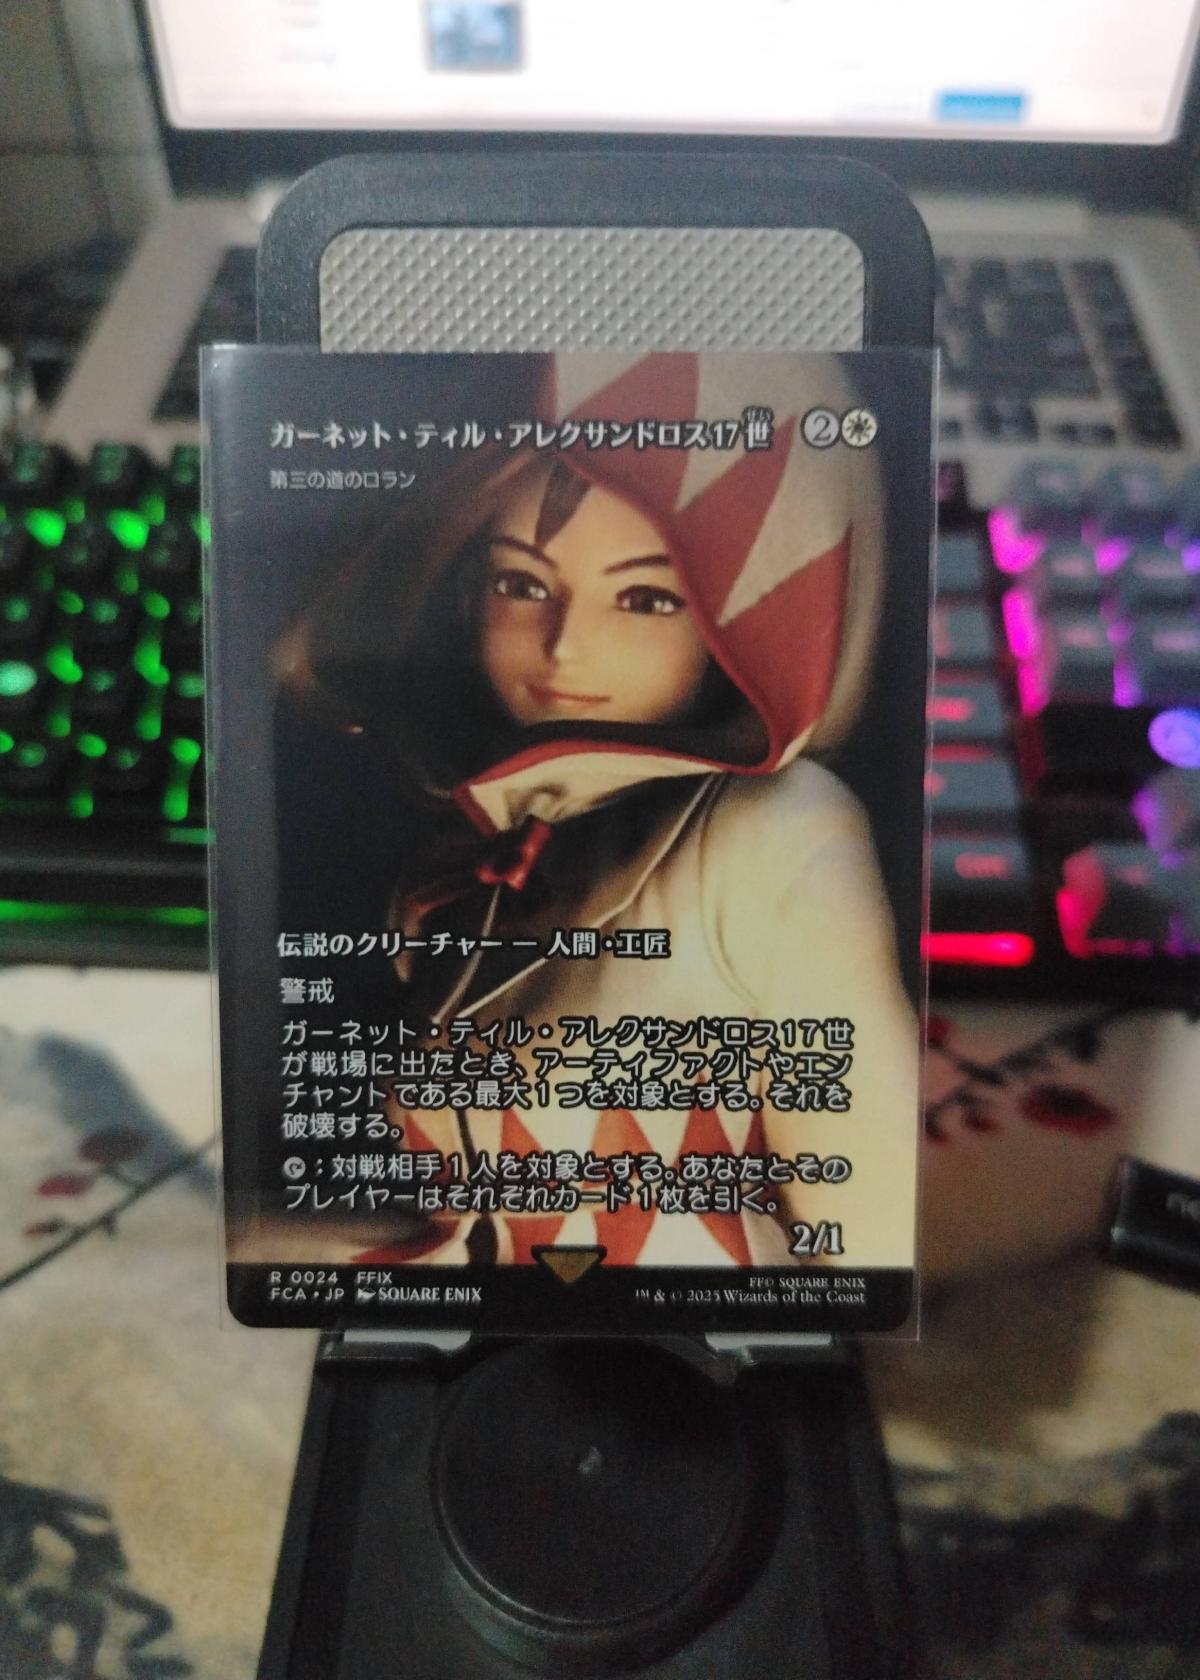 ガーネット・ティル・アレクサンドロス17世
せい
2
第三の道のロラン
伝説のクリーチャー — 人間・工匠
警戒
ガーネット・ティル・アレクサンドロス17世
が戦場に出たとき、アーティファクトやエン
チャントである最大1つを対象とする。それを
破壊する。
：対戦相手1人を対象とする。あなたとその
プレイヤーはそれぞれカード1枚を引く。
2/1
R 0024 FFIX
FCA • JP SQUARE ENIX
FF© SQUARE ENIX
™ & © 2025 Wizards of the Coast